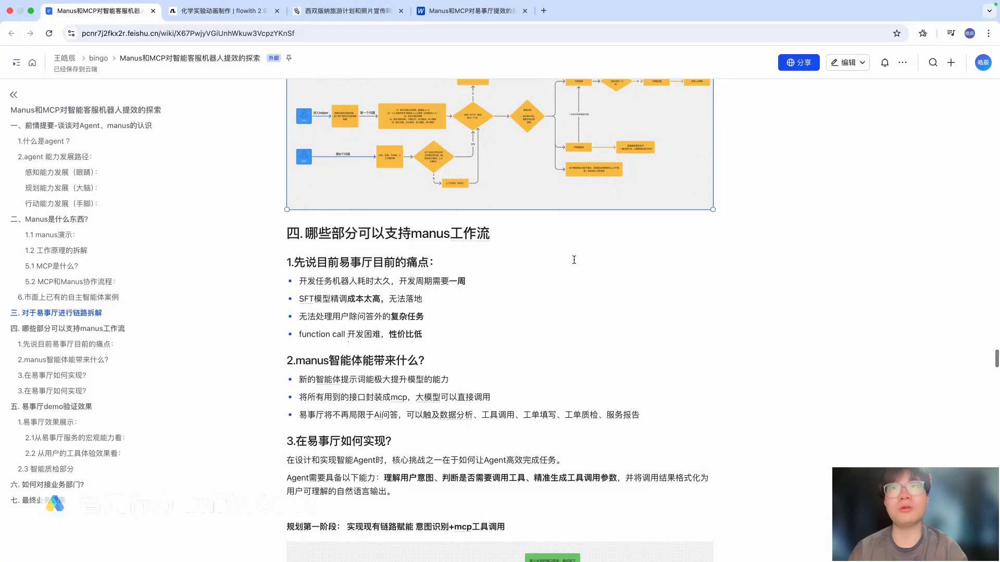 Manus和MCP对智能客服机器人
化学实验动画制作 | flowith 2.0
西双版纳旅游计划和照片宣传网
Manus和MCP对易事厅提效的探
pcnr7j2fkx2r.feishu.cn/wiki/X67PwjyVGiUnhWkuw3VcpzYKnSf
皓辰
王皓辰 > bingo > Manus和MCP对智能客服机器人提效的探索 外部
已经保存到云端
分享
编辑
皓辰
Manus和MCP对智能客服机器人提效的探索
一、前情提要-谈谈对Agent、manus的认识
1.什么是agent ?
2.agent 能力发展路径:
感知能力发展（眼睛）:
规划能力发展（大脑）:
行动能力发展（手脚）:
二、Manus是什么东西?
1.1 manus演示:
1.2 工作原理的拆解
5.1 MCP是什么?
5.2 MCP和Manus协作流程:
6.市面上已有的自主智能体案例
三. 对于易事厅进行链路拆解
四. 哪些部分可以支持manus工作流
1.先说目前易事厅目前的痛点:
2.manus智能体能带来什么?
3.在易事厅如何实现?
3.在易事厅如何实现?
五. 易事厅demo验证效果
1.易事厅效果展示:
2.1从易事厅服务的宏观能力看:
2.2 从用户的工具体验效果看:
2.3 智能质检部分
六. 如何对接业务部门?
七. 最终业务效果
进入helper
第一个问题
第N个问题
四. 哪些部分可以支持manus工作流
1.先说目前易事厅目前的痛点:
• 开发任务机器人耗时太久，开发周期需要一周
• SFT模型精调成本太高，无法落地
• 无法处理用户除问答外的复杂任务
• function call 开发困难，性价比低
2.manus智能体能带来什么?
• 新的智能体提示词能极大提升模型的能力
• 将所有用到的接口封装成mcp，大模型可以直接调用
• 易事厅将不再局限于Ai问答，可以触及数据分析、工具调用、工单填写、工单质检、服务报告
3.在易事厅如何实现?
在设计和实现智能Agent时，核心挑战之一在于如何让Agent高效完成任务。
Agent需要具备以下能力：理解用户意图、判断是否需要调用工具、精准生成工具调用参数，并将调用结果格式化为
用户可理解的自然语言输出。
规划第一阶段： 实现现有链路赋能 意图识别+mcp工具调用